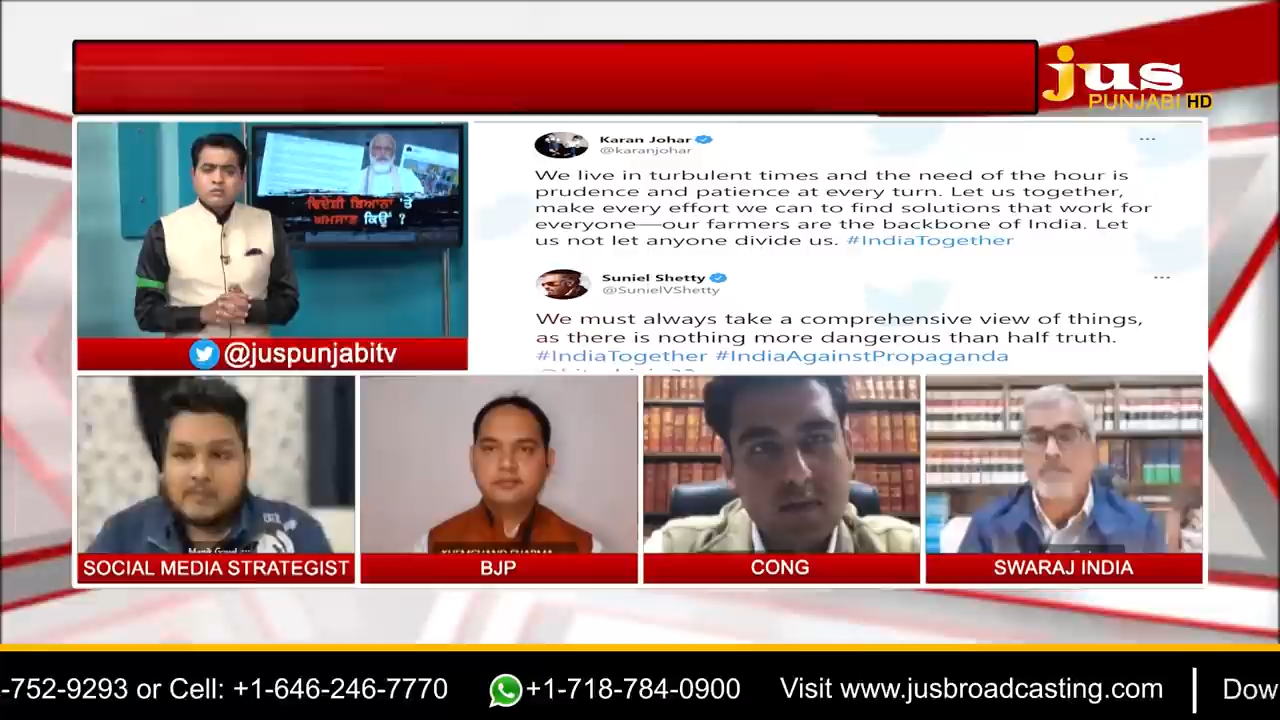 jus
PUNJABI HD
ਵਿਦੇਸ਼ੀ ਬਿਆਨਾਂ 'ਤੇ
ਘਮਸਾਣ ਕਿਉਂ ?
@juspunjabitv
Karan Johar
@karanjohar
We live in turbulent times and the need of the hour is
prudence and patience at every turn. Let us together,
make every effort we can to find solutions that work for
everyone—our farmers are the backbone of India. Let
us not let anyone divide us. #IndiaTogether
Suniel Shetty
@SunielVShetty
We must always take a comprehensive view of things,
as there is nothing more dangerous than half truth.
#IndiaTogether #IndiaAgainstPropaganda
SOCIAL MEDIA STRATEGIST
KHEMCHAND SHARMA
BJP
CONG
SWARAJ INDIA
-752-9293 or Cell: +1-646-246-7770 +1-718-784-0900 Visit www.jusbroadcasting.com | Dow